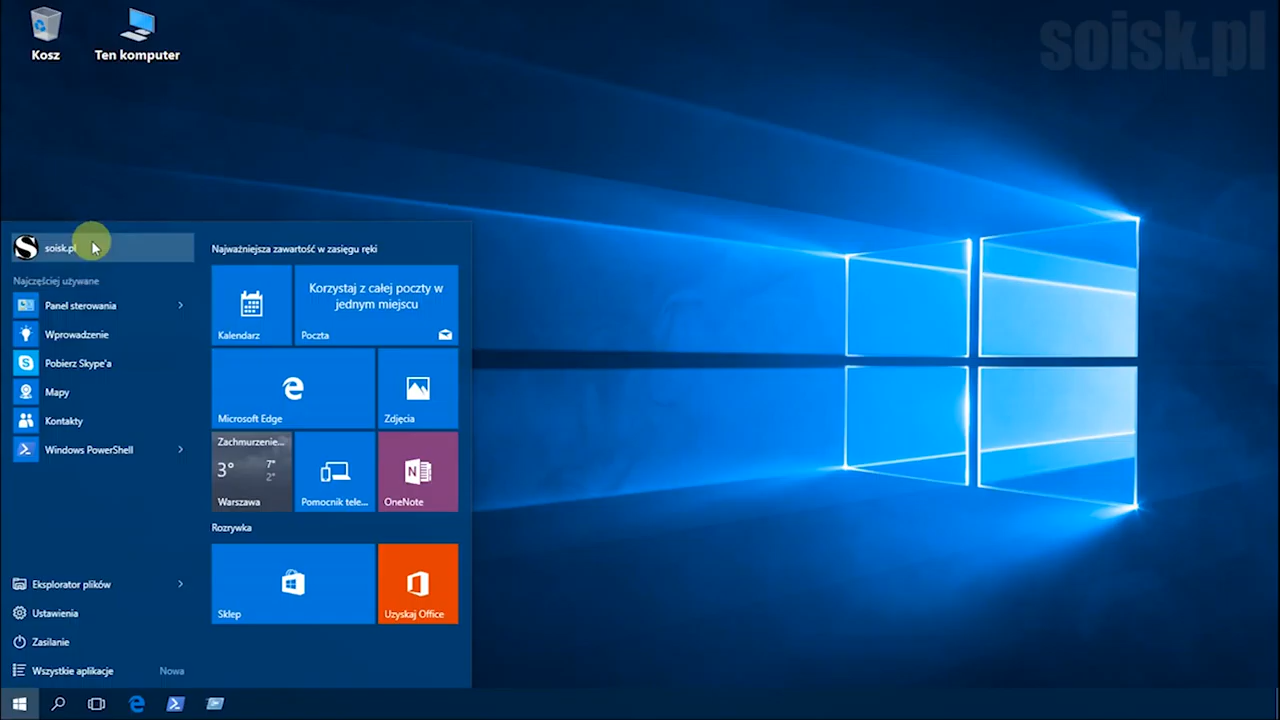 soisk.pl
Kosz
Ten komputer
soisk.pl
Najczęściej używane
Panel sterowania
Wprowadzenie
Pobierz Skype'a
Mapy
Kontakty
Windows PowerShell
Eksplorator plików
Ustawienia
Zasilanie
Wszystkie aplikacje Nowa
Najważniejsza zawartość w zasięgu ręki
Kalendarz
Korzystaj z całej poczty w
jednym miejscu
Poczta
Microsoft Edge
Zdjęcia
Zachmurzenie...
3° 7°
2°
Warszawa
Pomocnik tele...
OneNote
Rozrywka
Sklep
Uzyskaj Office